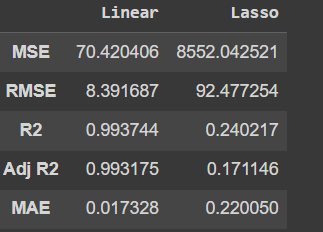 Linear Lasso
MSE 70.420406 8552.042521
RMSE 8.391687 92.477254
R2 0.993744 0.240217
Adj R2 0.993175 0.171146
MAE 0.017328 0.220050